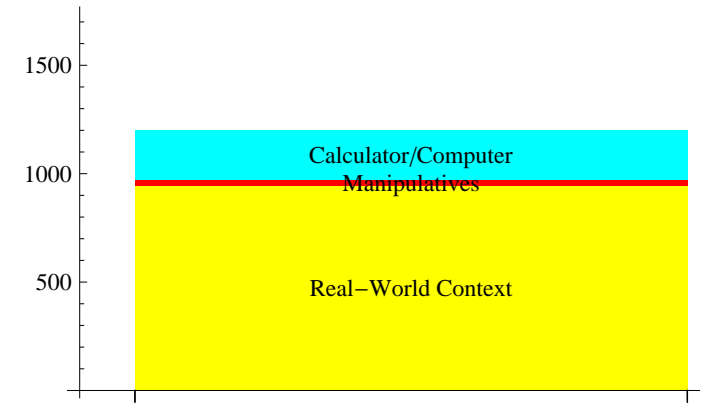 1500
Calculator/Computer
1000
Manipulatives
500
Real−World Context